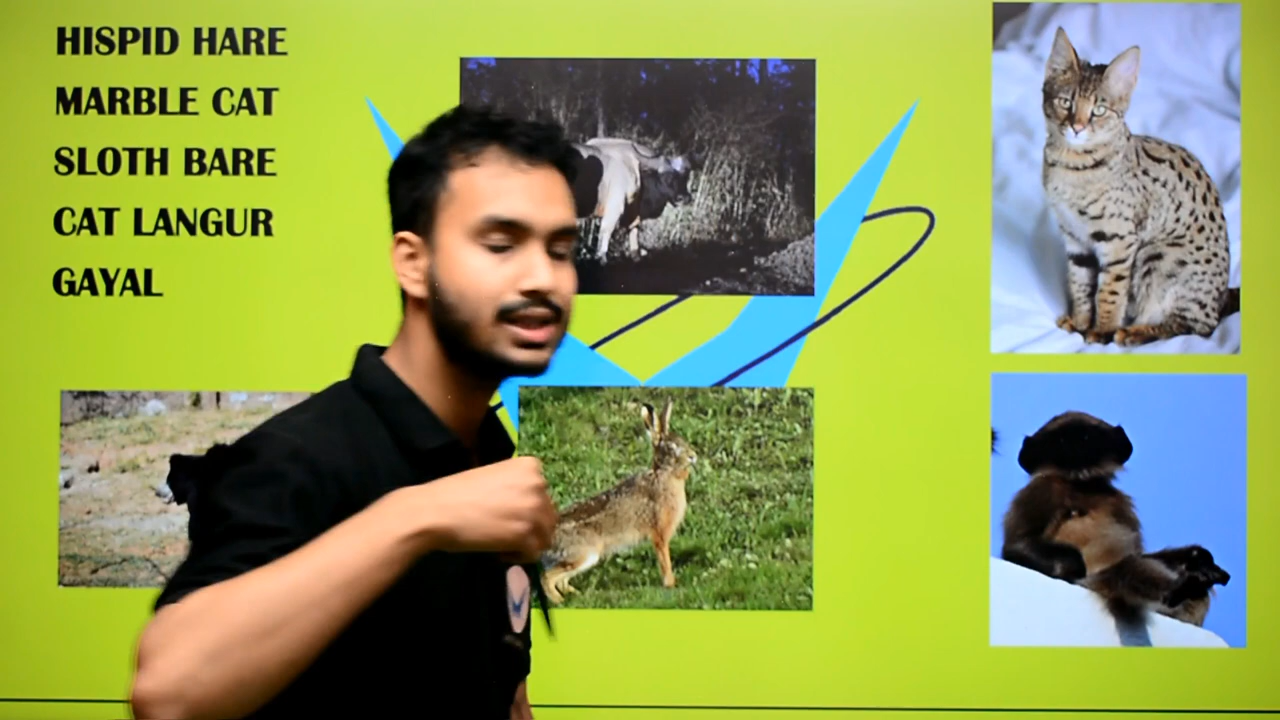 HISPID HARE
MARBLE CAT
SLOTH BARE
CAT LANGUR
GAYAL